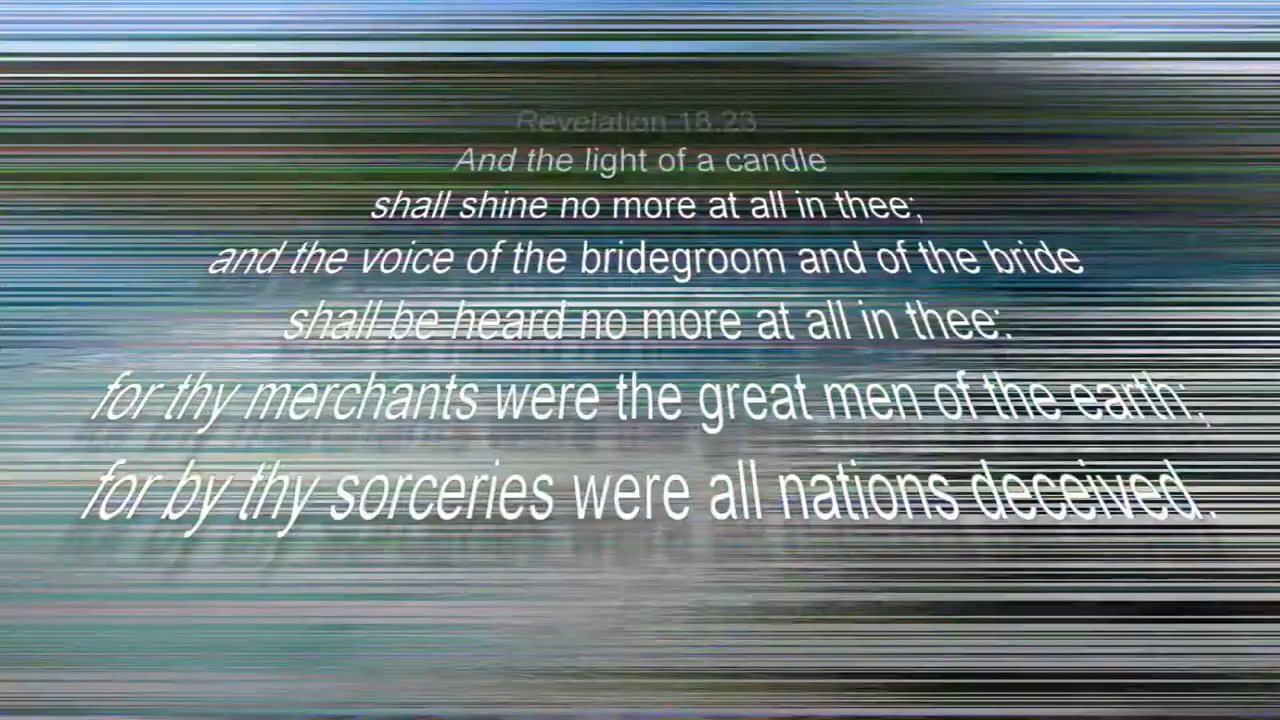 Revelation 18:23
And the light of a candle
shall shine no more at all in thee;
and the voice of the bridegroom and of the bride
shall be heard no more at all in thee:
for thy merchants were the great men of the earth;
for by thy sorceries were all nations deceived.